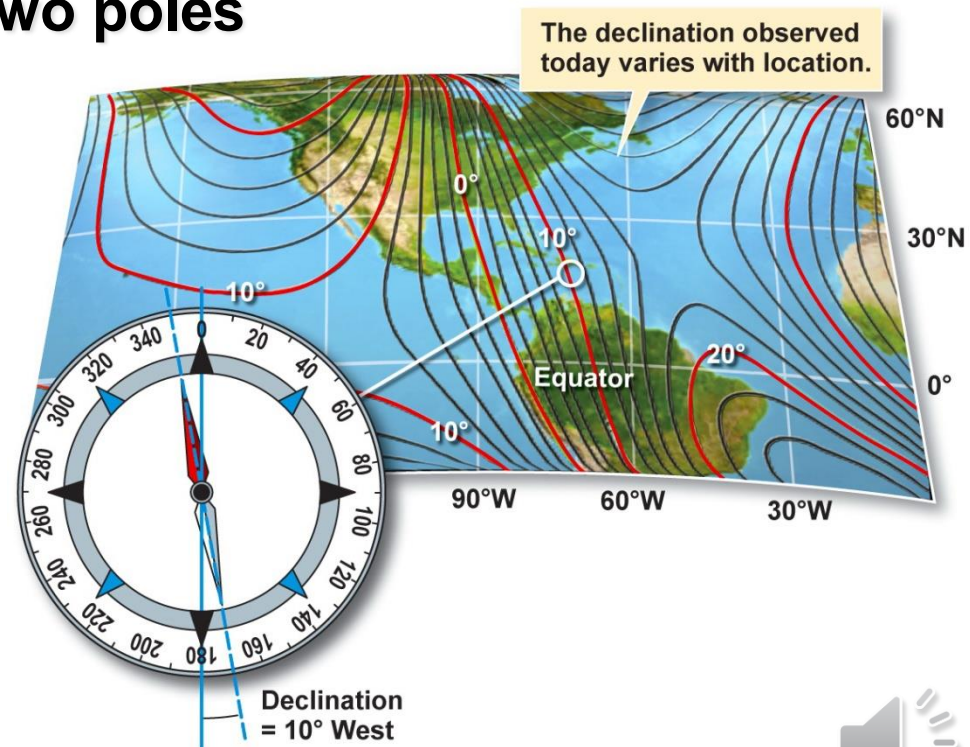 wo poles
The declination observed
today varies with location.
60°N
0°
30°N
10°
10°
20°
Equator
0°
10°
90°W
60°W
30°W
0
20
40
60
80
100
120
140
160
180
200
220
240
260
280
300
320
340
Declination
= 10° West